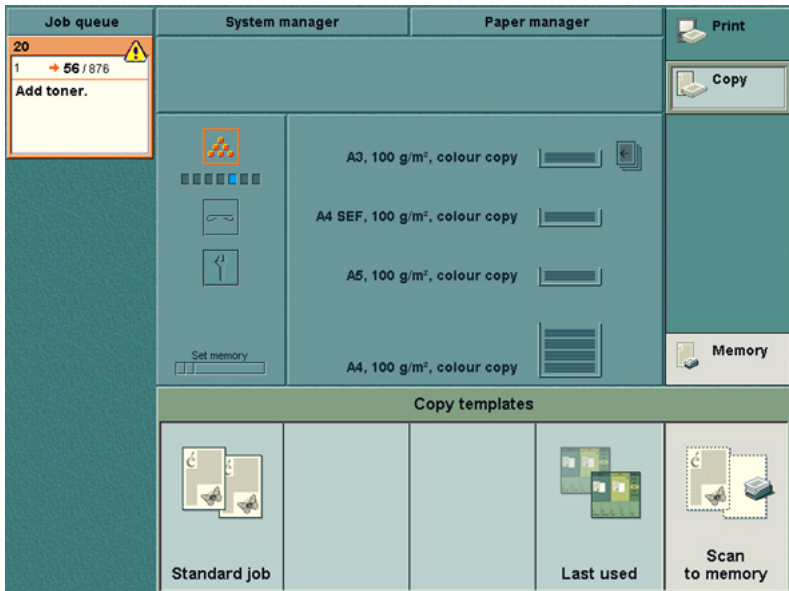 Job queue
System manager
Paper manager
Print
20
1 → 56 / 876
Add toner.
Copy
A3, 100 g/m², colour copy
A4 SEF, 100 g/m², colour copy
A5, 100 g/m², colour copy
Set memory
A4, 100 g/m², colour copy
Memory
Copy templates
é
é
é
Standard job
Last used
Scan
to memory